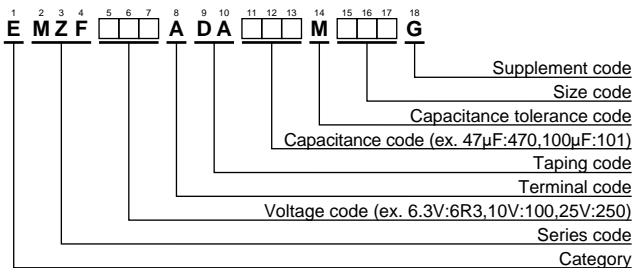 1 2 3 4 5 6 7 8 9 10 11 12 13 14 15 16 17 18
E MZF A DA M G
Supplement code
Size code
Capacitance tolerance code
Capacitance code (ex. 47µF:470,100µF:101)
Taping code
Terminal code
Voltage code (ex. 6.3V:6R3,10V:100,25V:250)
Series code
Category